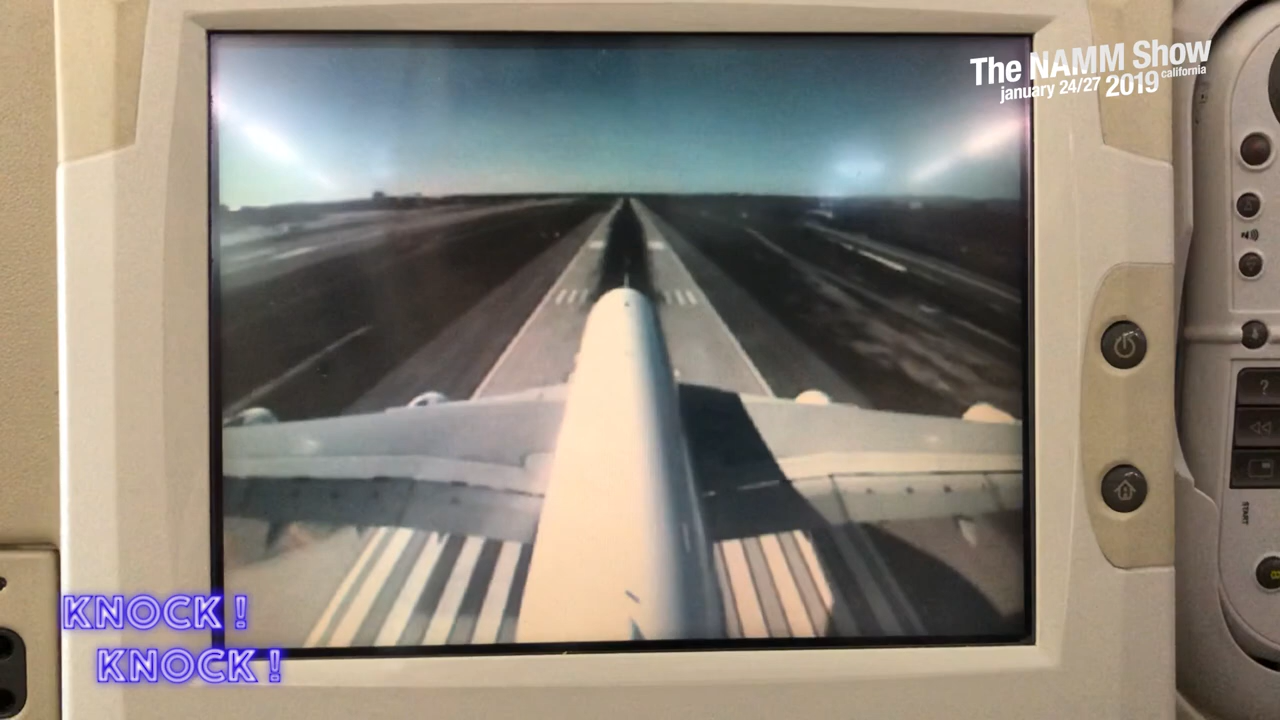 The NAMM Show
california
january 24/27 2019
?
START
KNOCK!
KNOCK!